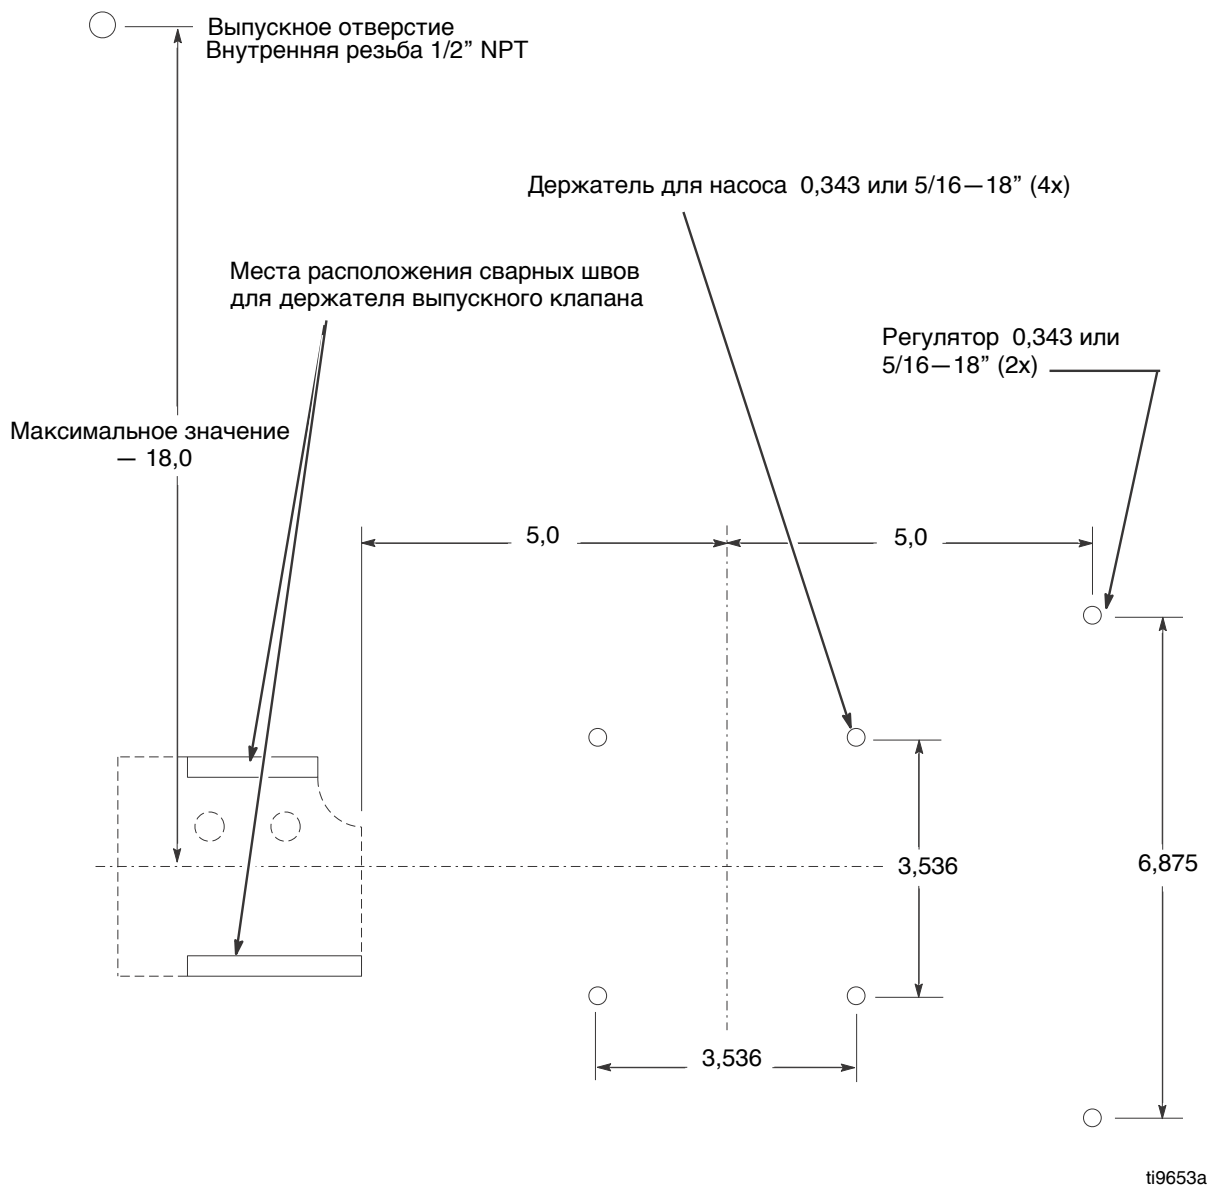 Выпускное отверстие
Внутренняя резьба 1/2” NPT
Держатель для насоса 0,343 или 5/16—18” (4x)
Места расположения сварных швов
для держателя выпускного клапана
Регулятор 0,343 или
5/16—18” (2x)
Максимальное значение
— 18,0
5,0
5,0
3,536
6,875
3,536
ti9653a